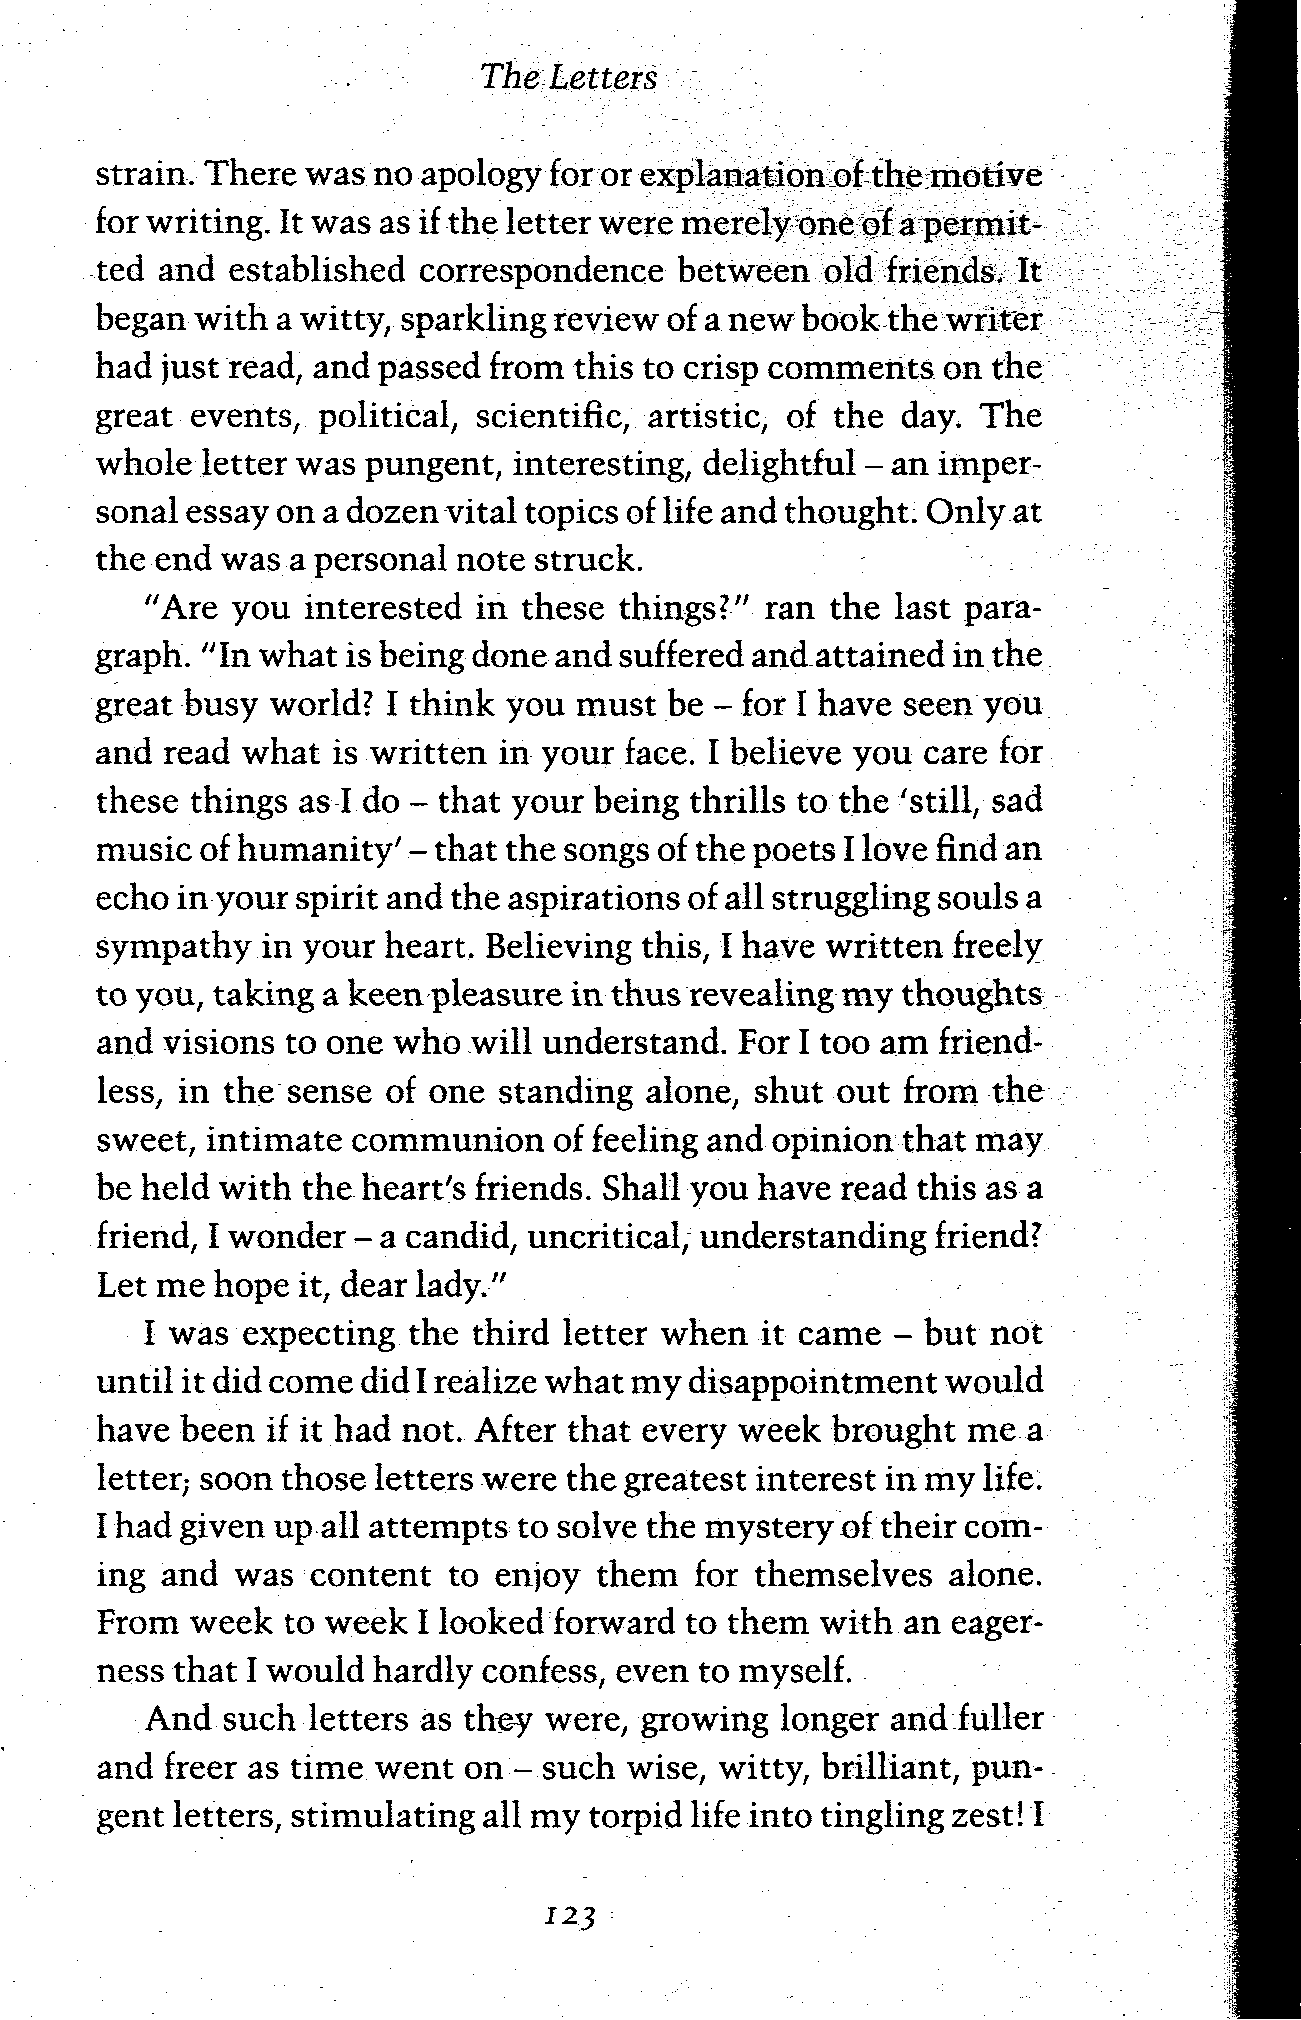 The Letters
strain. There was no apology for or explanation of the motive
for writing. It was as if the letter were merely one of a permit-
ted and established correspondence between old friends. It
began with a witty, sparkling review of a new book the writer
had just read, and passed from this to crisp comments on the
great events, political, scientific, artistic, of the day. The
whole letter was pungent, interesting, delightful – an imper-
sonal essay on a dozen vital topics of life and thought. Only at
the end was a personal note struck.
"Are you interested in these things?" ran the last para-
graph. "In what is being done and suffered and attained in the
great busy world? I think you must be – for I have seen you
and read what is written in your face. I believe you care for
these things as I do – that your being thrills to the 'still, sad
music of humanity' – that the songs of the poets I love find an
echo in your spirit and the aspirations of all struggling souls a
sympathy in your heart. Believing this, I have written freely
to you, taking a keen pleasure in thus revealing my thoughts
and visions to one who will understand. For I too am friend-
less, in the sense of one standing alone, shut out from the
sweet, intimate communion of feeling and opinion that may
be held with the heart's friends. Shall you have read this as a
friend, I wonder – a candid, uncritical, understanding friend?
Let me hope it, dear lady."
I was expecting the third letter when it came – but not
until it did come did I realize what my disappointment would
have been if it had not. After that every week brought me a
letter; soon those letters were the greatest interest in my life.
I had given up all attempts to solve the mystery of their com-
ing and was content to enjoy them for themselves alone.
From week to week I looked forward to them with an eager-
ness that I would hardly confess, even to myself.
And such letters as they were, growing longer and fuller
and freer as time went on – such wise, witty, brilliant, pun-
gent letters, stimulating all my torpid life into tingling zest! I
123